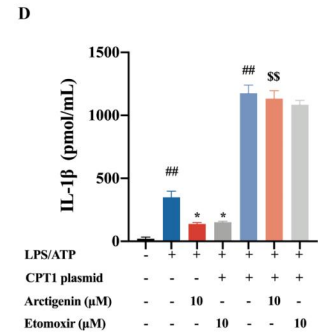 D
1500
1000
500
0
IL-1β (pmol/mL)
##
*
*
##
$$
LPS/ATP - + + + + + +
CPT1 plasmid - - - + + + +
Arctigenin (μM) - - 10 - - 10 -
Etomoxir (μM) - - - 10 - - 10